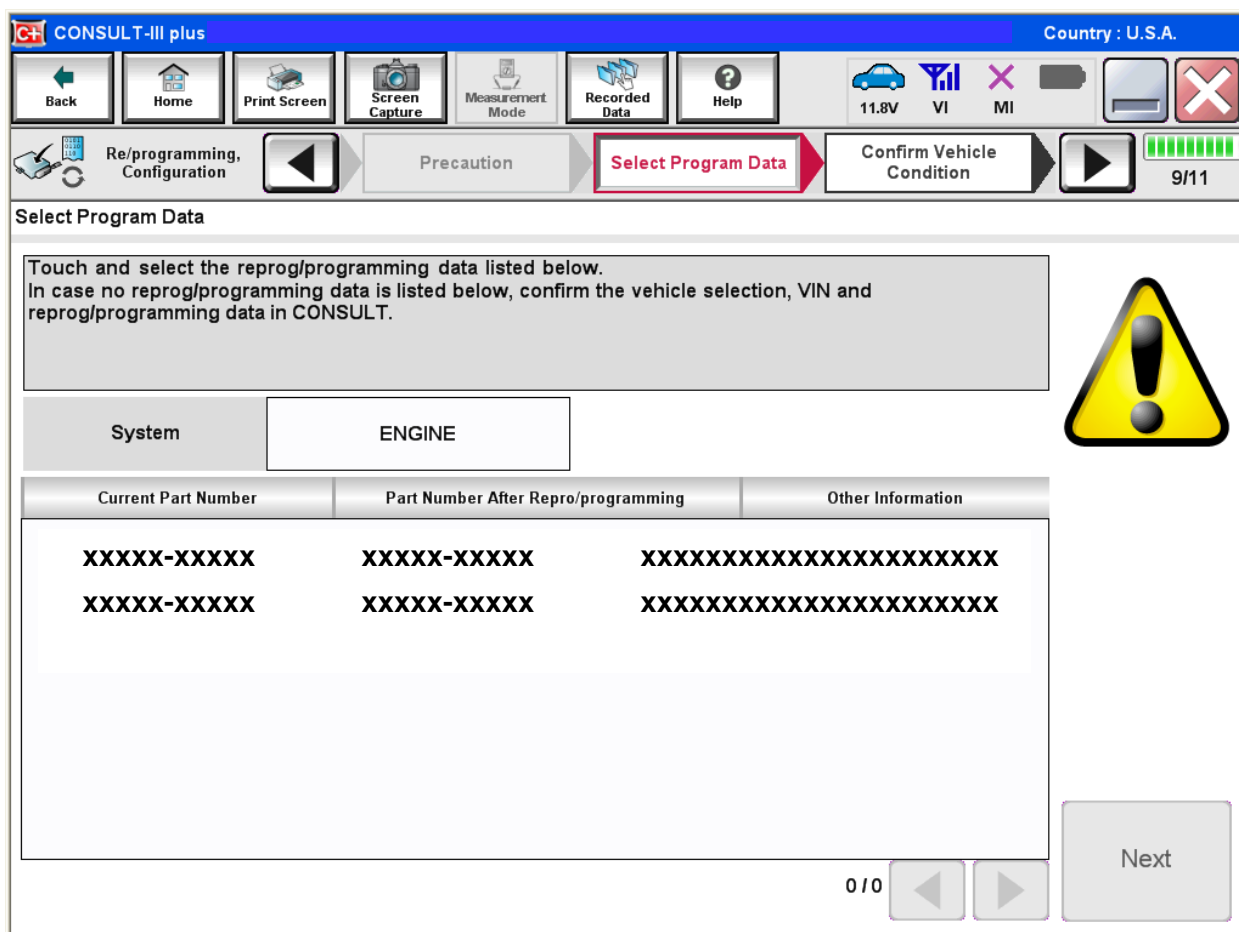 C+ CONSULT-III plus Country : U.S.A.
Back
Home
Print Screen
Screen
Capture
Measurement
Mode
Recorded
Data
Help
11.8V
VI
MI
Re/programming,
Configuration
Precaution
Select Program Data
Confirm Vehicle
Condition
9/11
Select Program Data
Touch and select the reprog/programming data listed below.
In case no reprog/programming data is listed below, confirm the vehicle selection, VIN and
reprog/programming data in CONSULT.
System ENGINE
Current Part Number Part Number After Repro/programming Other Information
XXXXX-XXXXX XXXXX-XXXXX XXXXXXXXXXXXXXXXXXXXXX
XXXXX-XXXXX XXXXX-XXXXX XXXXXXXXXXXXXXXXXXXXXX
Next
0/0